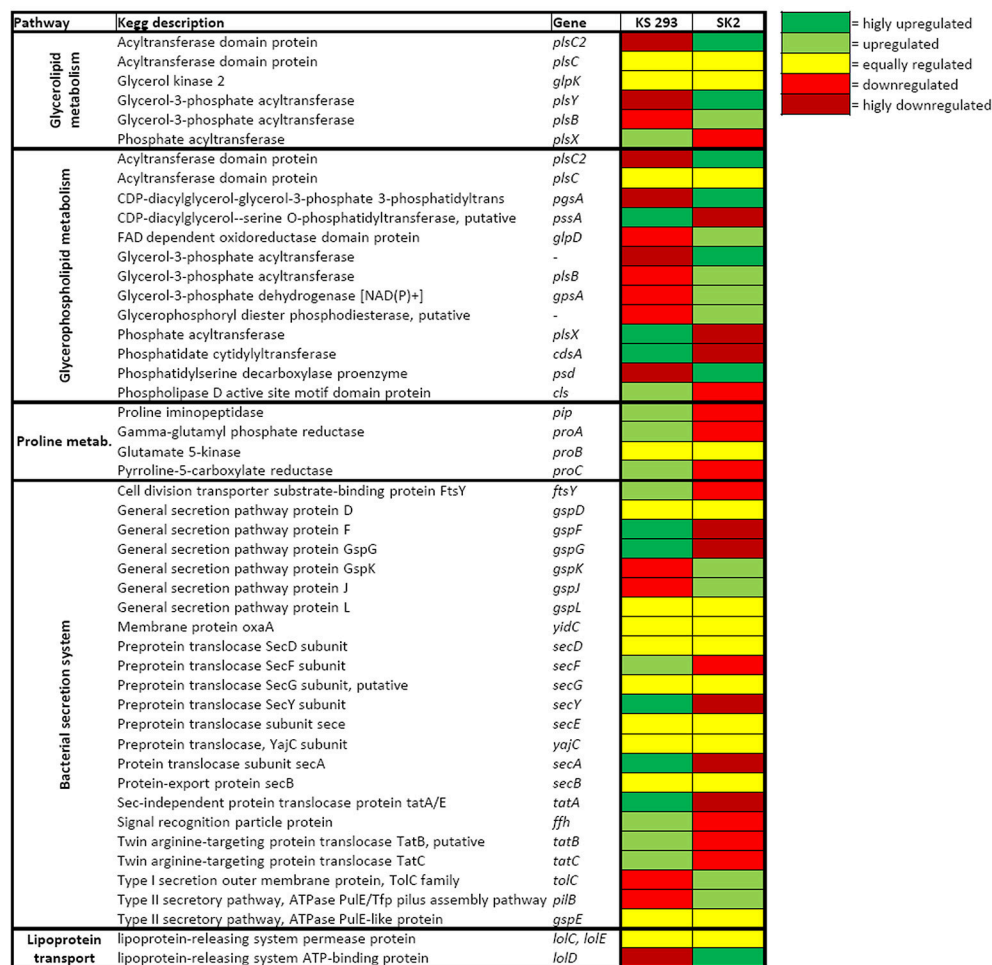 Pathway Kegg description Gene KS 293 SK2
= higly upregulated
= upregulated
= equally regulated
= downregulated
= higly downregulated
Glycerolipid
metabolism
Acyltransferase domain protein plsC2
Acyltransferase domain protein plsC
Glycerol kinase 2 glpK
Glycerol-3-phosphate acyltransferase plsY
Glycerol-3-phosphate acyltransferase plsB
Phosphate acyltransferase plsX
Glycerophospholipid metabolism
Acyltransferase domain protein plsC2
Acyltransferase domain protein plsC
CDP-diacylglycerol-glycerol-3-phosphate 3-phosphatidyltrans pgsA
CDP-diacylglycerol--serine O-phosphatidyltransferase, putative pssA
FAD dependent oxidoreductase domain protein glpD
Glycerol-3-phosphate acyltransferase -
Glycerol-3-phosphate acyltransferase plsB
Glycerol-3-phosphate dehydrogenase [NAD(P)+] gpsA
Glycerophosphoryl diester phosphodiesterase, putative -
Phosphate acyltransferase plsX
Phosphatidate cytidylyltransferase cdsA
Phosphatidylserine decarboxylase proenzyme psd
Phospholipase D active site motif domain protein cls
Proline metab.
Proline iminopeptidase pip
Gamma-glutamyl phosphate reductase proA
Glutamate 5-kinase proB
Pyrroline-5-carboxylate reductase proC
Bacterial secretion system
Cell division transporter substrate-binding protein FtsY ftsY
General secretion pathway protein D gspD
General secretion pathway protein F gspF
General secretion pathway protein GspG gspG
General secretion pathway protein GspK gspK
General secretion pathway protein J gspJ
General secretion pathway protein L gspL
Membrane protein oxaA yidC
Preprotein translocase SecD subunit secD
Preprotein translocase SecF subunit secF
Preprotein translocase SecG subunit, putative secG
Preprotein translocase SecY subunit secY
Preprotein translocase subunit sece secE
Preprotein translocase, YajC subunit yajC
Protein translocase subunit secA secA
Protein-export protein secB secB
Sec-independent protein translocase protein tatA/E tatA
Signal recognition particle protein ffh
Twin arginine-targeting protein translocase TatB, putative tatB
Twin arginine-targeting protein translocase TatC tatC
Type I secretion outer membrane protein, TolC family tolC
Type II secretory pathway, ATPase PulE/Tfp pilus assembly pathway pilB
Type II secretory pathway, ATPase PulE-like protein gspE
Lipoprotein
transport
lipoprotein-releasing system permease protein lolC, lolE
lipoprotein-releasing system ATP-binding protein lolD